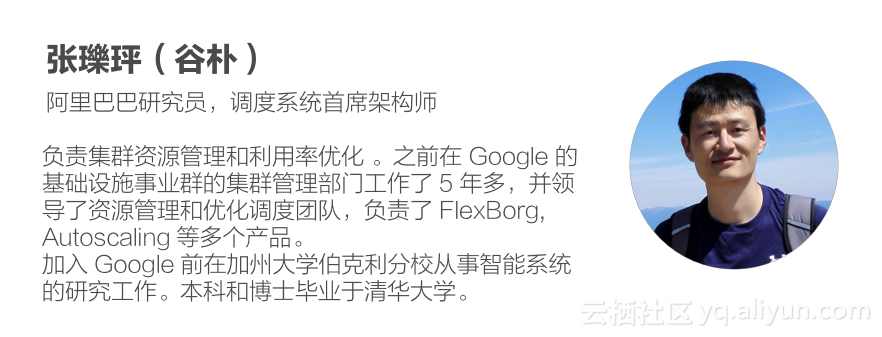 张瓅玶（谷朴）
阿里巴巴研究员，调度系统首席架构师
负责集群资源管理和利用率优化 。之前在 Google 的
基础设施事业群的集群管理部门工作了 5 年多，并领
导了资源管理和优化调度团队，负责了 FlexBorg,
Autoscaling 等多个产品。
加入 Google 前在加州大学伯克利分校从事智能系统
的研究工作。本科和博士毕业于清华大学。
云栖社区 yq.aliyun.com